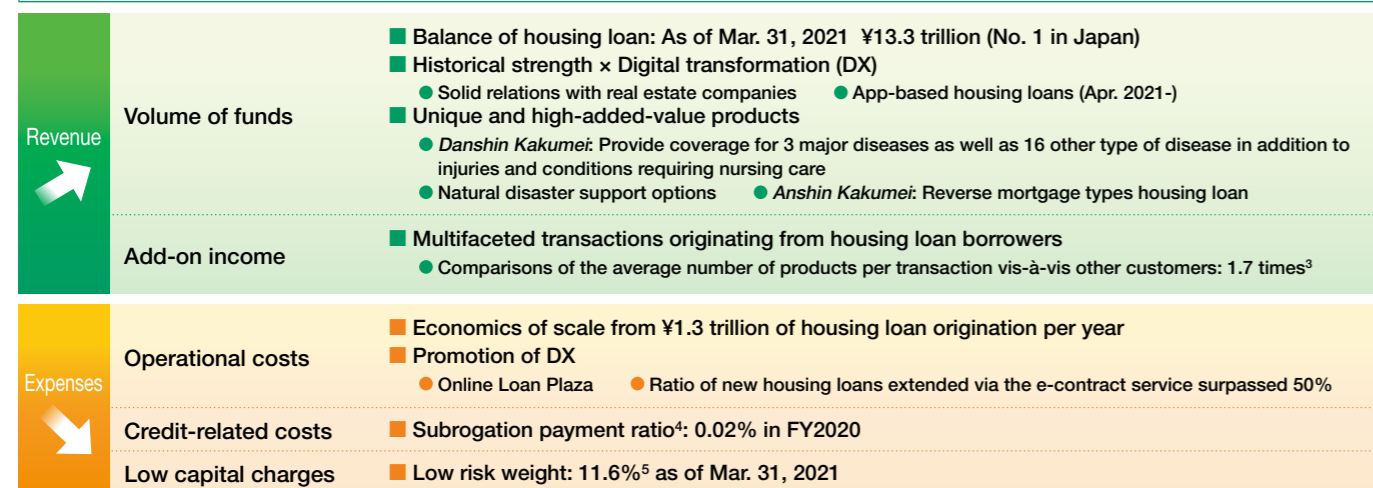 Revenue
Volume of funds
■ Balance of housing loan: As of Mar. 31, 2021 ¥13.3 trillion (No. 1 in Japan)
■ Historical strength × Digital transformation (DX)
● Solid relations with real estate companies ● App-based housing loans (Apr. 2021-)
■ Unique and high-added-value products
● Danshin Kakumei: Provide coverage for 3 major diseases as well as 16 other type of disease in addition to
injuries and conditions requiring nursing care
● Natural disaster support options ● Anshin Kakumei: Reverse mortgage types housing loan
Add-on income
■ Multifaceted transactions originating from housing loan borrowers
● Comparisons of the average number of products per transaction vis-à-vis other customers: 1.7 times³
Expenses
Operational costs
■ Economics of scale from ¥1.3 trillion of housing loan origination per year
■ Promotion of DX
● Online Loan Plaza ● Ratio of new housing loans extended via the e-contract service surpassed 50%
Credit-related costs
■ Subrogation payment ratio⁴: 0.02% in FY2020
Low capital charges
■ Low risk weight: 11.6%⁵ as of Mar. 31, 2021